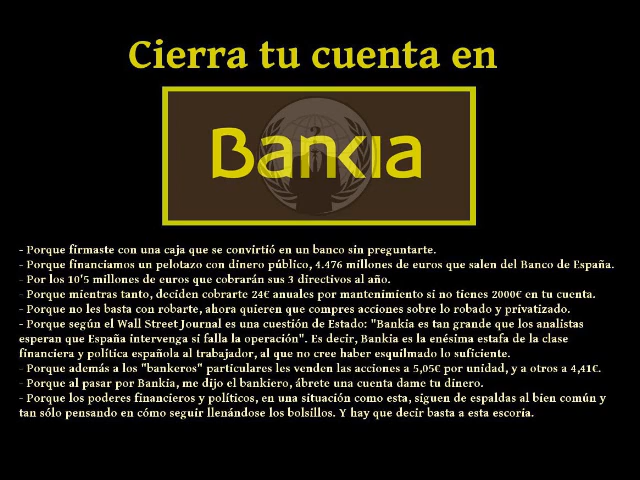 Cierra tu cuenta en
Bankia
- Porque firmaste con una caja que se convirtió en un banco sin preguntarte.
- Porque financiamos un pelotazo con dinero público, 4.476 millones de euros que salen del Banco de España.
- Por los 10'5 millones de euros que cobrarán sus 3 directivos al año.
- Porque mientras tanto, deciden cobrarte 24€ anuales por mantenimiento si no tienes 2000€ en tu cuenta.
- Porque no les basta con robarte, ahora quieren que compres acciones sobre lo robado y privatizado.
- Porque según el Wall Street Journal es una cuestión de Estado: "Bankia es tan grande que los analistas
esperan que España intervenga si falla la operación". Es decir, Bankia es la enésima estafa de la clase
financiera y política española al trabajador, al que no cree haber esquilmado lo suficiente.
- Porque además a los "bankeros" particulares les venden las acciones a 5,05€ por unidad, y a otros a 4,41€.
- Porque al pasar por Bankia, me dijo el bankiero, ábrete una cuenta dame tu dinero.
- Porque los poderes financieros y políticos, en una situación como esta, siguen de espaldas al bien común y
tan sólo pensando en cómo seguir llenándose los bolsillos. Y hay que decir basta a esta escoría.